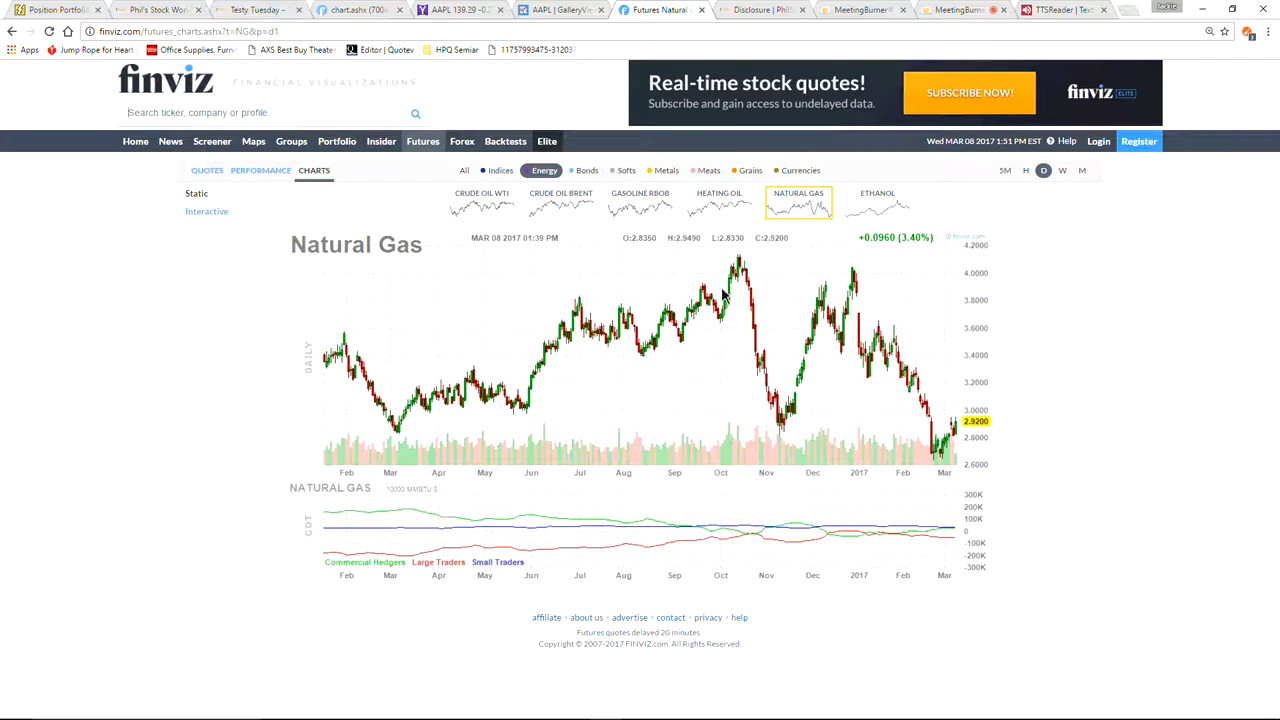 Position Portfolio
Phil's Stock Worl
Testy Tuesday –
chart.ashx (700×
AAPL 139.29 -0.2
AAPL | GalleryVie
Futures Natural G
Disclosure | Phil's
MeetingBurne
MeetingBurne
TTSReader | Text
Jackie
finviz.com/futures_charts.ashx?t=NG&p=d1
Apps
Jump Rope for Heart
Office Supplies, Furni
AXS Best Buy Theater
Editor | Quotev
HPQ Semiar
11757993475-31203
finviz
FINANCIAL VISUALIZATIONS
Real-time stock quotes!
Subscribe and gain access to undelayed data.
SUBSCRIBE NOW!
finviz ELITE
Search ticker, company or profile
Home News Screener Maps Groups Portfolio Insider Futures Forex Backtests Elite
Wed MAR 08 2017 1:51 PM EST Help Login Register
QUOTES PERFORMANCE CHARTS
All Indices Energy Bonds Softs Metals Meats Grains Currencies
5M H D W M
Static
Interactive
CRUDE OIL WTI CRUDE OIL BRENT GASOLINE RBOB HEATING OIL NATURAL GAS ETHANOL
Natural Gas
MAR 08 2017 01:39 PM
O:2.8350 H:2.9490 L:2.8330 C:2.9200
+0.0960 (3.40%)
© finviz.com
4.2000
4.0000
3.8000
3.6000
3.4000
3.2000
3.0000
2.9200
2.8000
2.6000
DAILY
Feb Mar Apr May Jun Jul Aug Sep Oct Nov Dec 2017 Feb Mar
NATURAL GAS
10000 MMBTU'S
300K
200K
100K
0
-100K
-200K
-300K
COT
Commercial Hedgers Large Traders Small Traders
Feb Mar Apr May Jun Jul Aug Sep Oct Nov Dec 2017 Feb Mar
affiliate · about us · advertise · contact · privacy · help
Futures quotes delayed 20 minutes.
Copyright © 2007-2017 FINVIZ.com. All Rights Reserved.